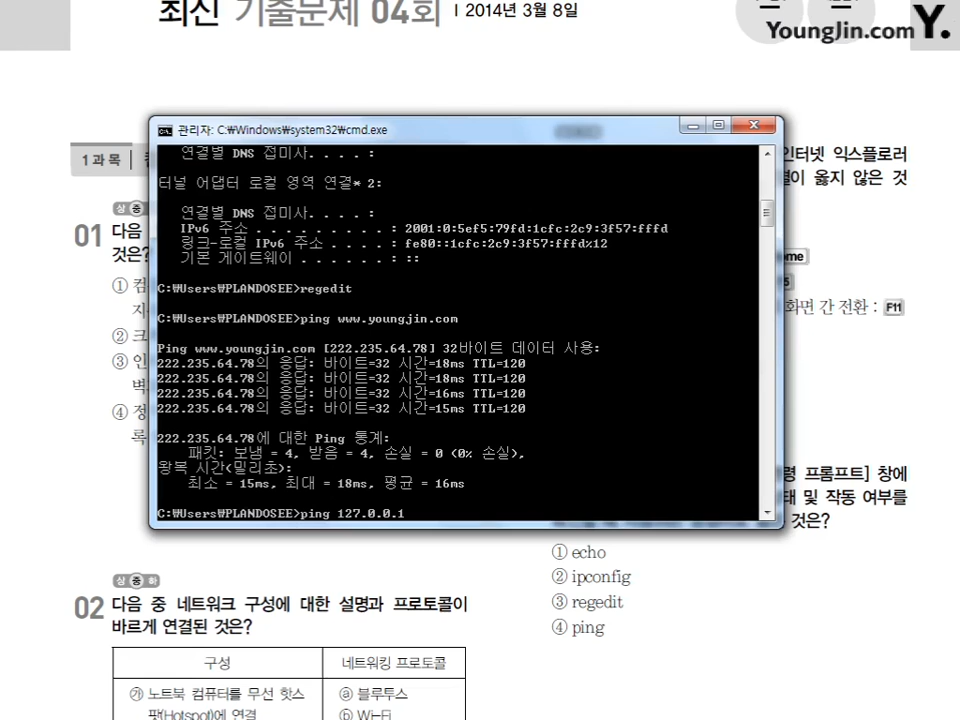 최신 기출문제 04회 | 2014년 3월 8일
YoungJin.com Y.
1과목
상 중
01 다음
것은?
① 컴
지
② 크
③ 인
벽
④ 정
록
관리자: C:\Windows\system32\cmd.exe
연결별 DNS 접미사. . . . :
터널 어댑터 로컬 영역 연결* 2:
연결별 DNS 접미사. . . . :
IPv6 주소 . . . . . . . . . : 2001:0:5ef5:79fd:1cfc:2c9:3f57:fffd
링크-로컬 IPv6 주소 . . . . : fe80::1cfc:2c9:3f57:fffd%12
기본 게이트웨이 . . . . . . : ::
C:\Users\PLANDOSEE>regedit
C:\Users\PLANDOSEE>ping www.youngjin.com
Ping www.youngjin.com [222.235.64.78] 32바이트 데이터 사용:
222.235.64.78의 응답: 바이트=32 시간=18ms TTL=120
222.235.64.78의 응답: 바이트=32 시간=18ms TTL=120
222.235.64.78의 응답: 바이트=32 시간=16ms TTL=120
222.235.64.78의 응답: 바이트=32 시간=15ms TTL=120
222.235.64.78에 대한 Ping 통계:
패킷: 보냄 = 4, 받음 = 4, 손실 = 0 (0% 손실),
왕복 시간(밀리초):
최소 = 15ms, 최대 = 18ms, 평균 = 16ms
C:\Users\PLANDOSEE>ping 127.0.0.1
상 중 하
02 다음 중 네트워크 구성에 대한 설명과 프로토콜이
바르게 연결된 것은?
구성 네트워킹 프로토콜
㉮ 노트북 컴퓨터를 무선 핫스
팟(Hotspot)에 연결
ⓐ 블루투스
ⓑ Wi-Fi
인터넷 익스플로러
결이 옳지 않은 것
ome
5
화면 간 전환 : F11
령 프롬프트] 창에
태 및 작동 여부를
것은?
① echo
② ipconfig
③ regedit
④ ping